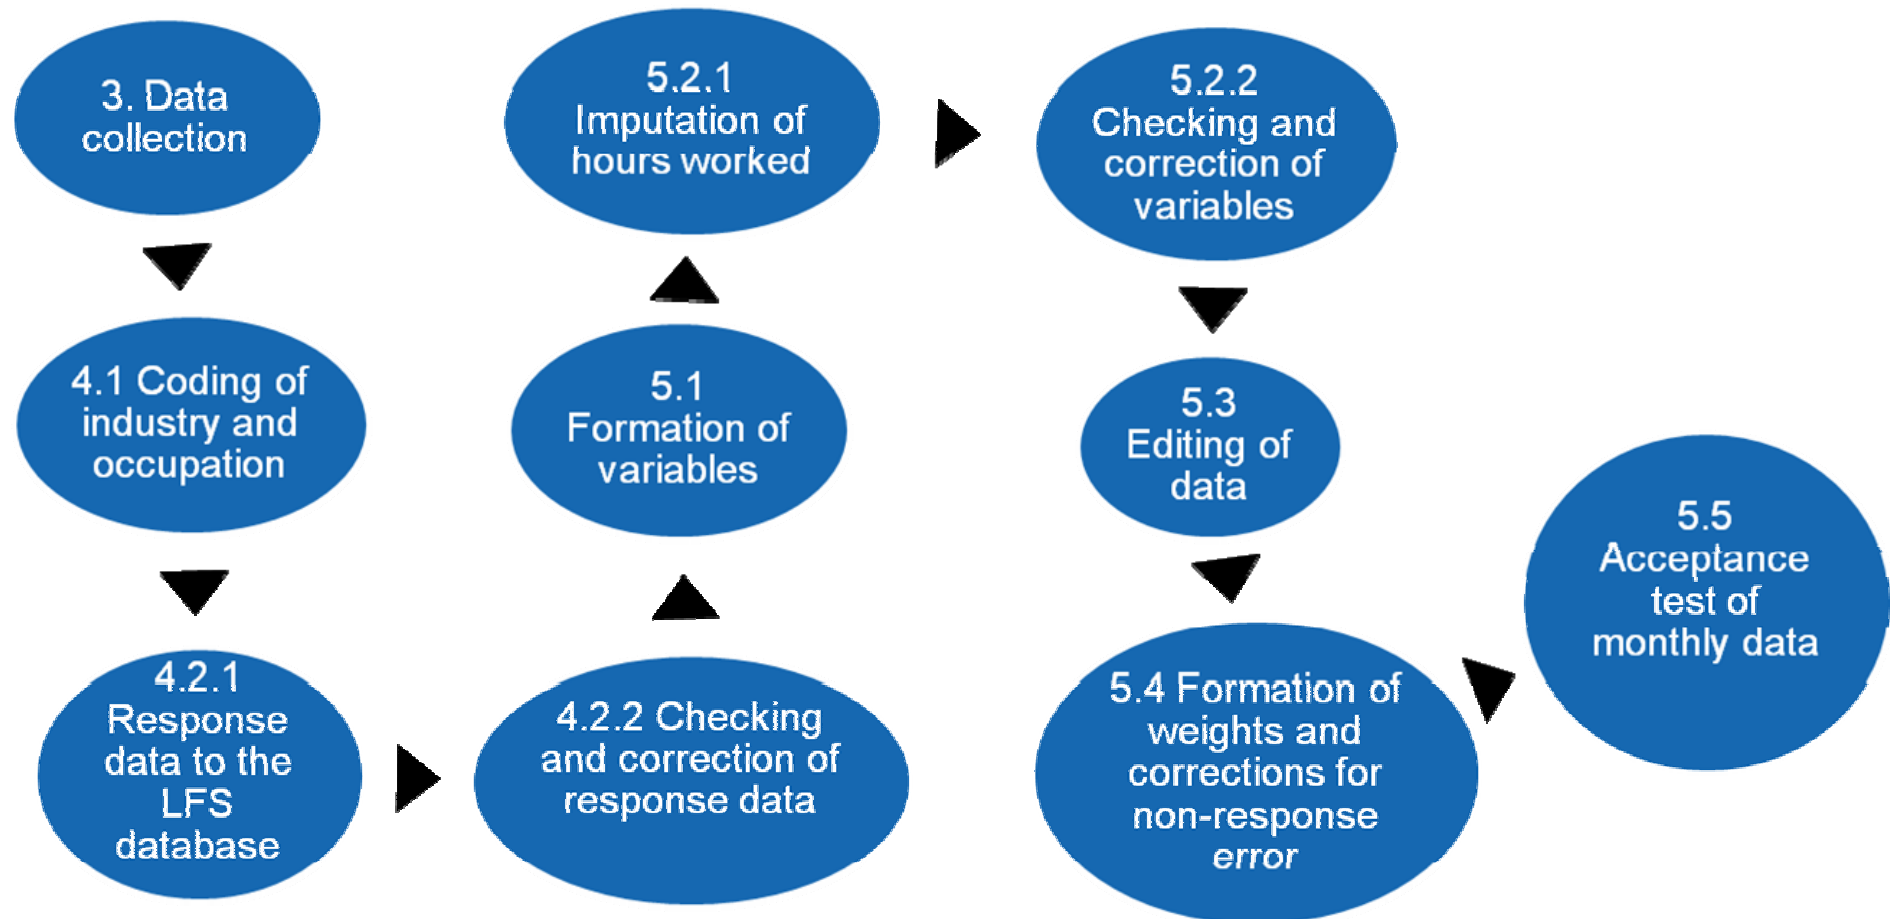 3. Data
collection
4.1 Coding of
industry and
occupation
4.2.1
Response
data to the
LFS
database
4.2.2 Checking
and correction of
response data
5.1
Formation of
variables
5.2.1
Imputation of
hours worked
5.2.2
Checking and
correction of
variables
5.3
Editing of
data
5.4 Formation of
weights and
corrections for
non-response
error
5.5
Acceptance
test of
monthly data